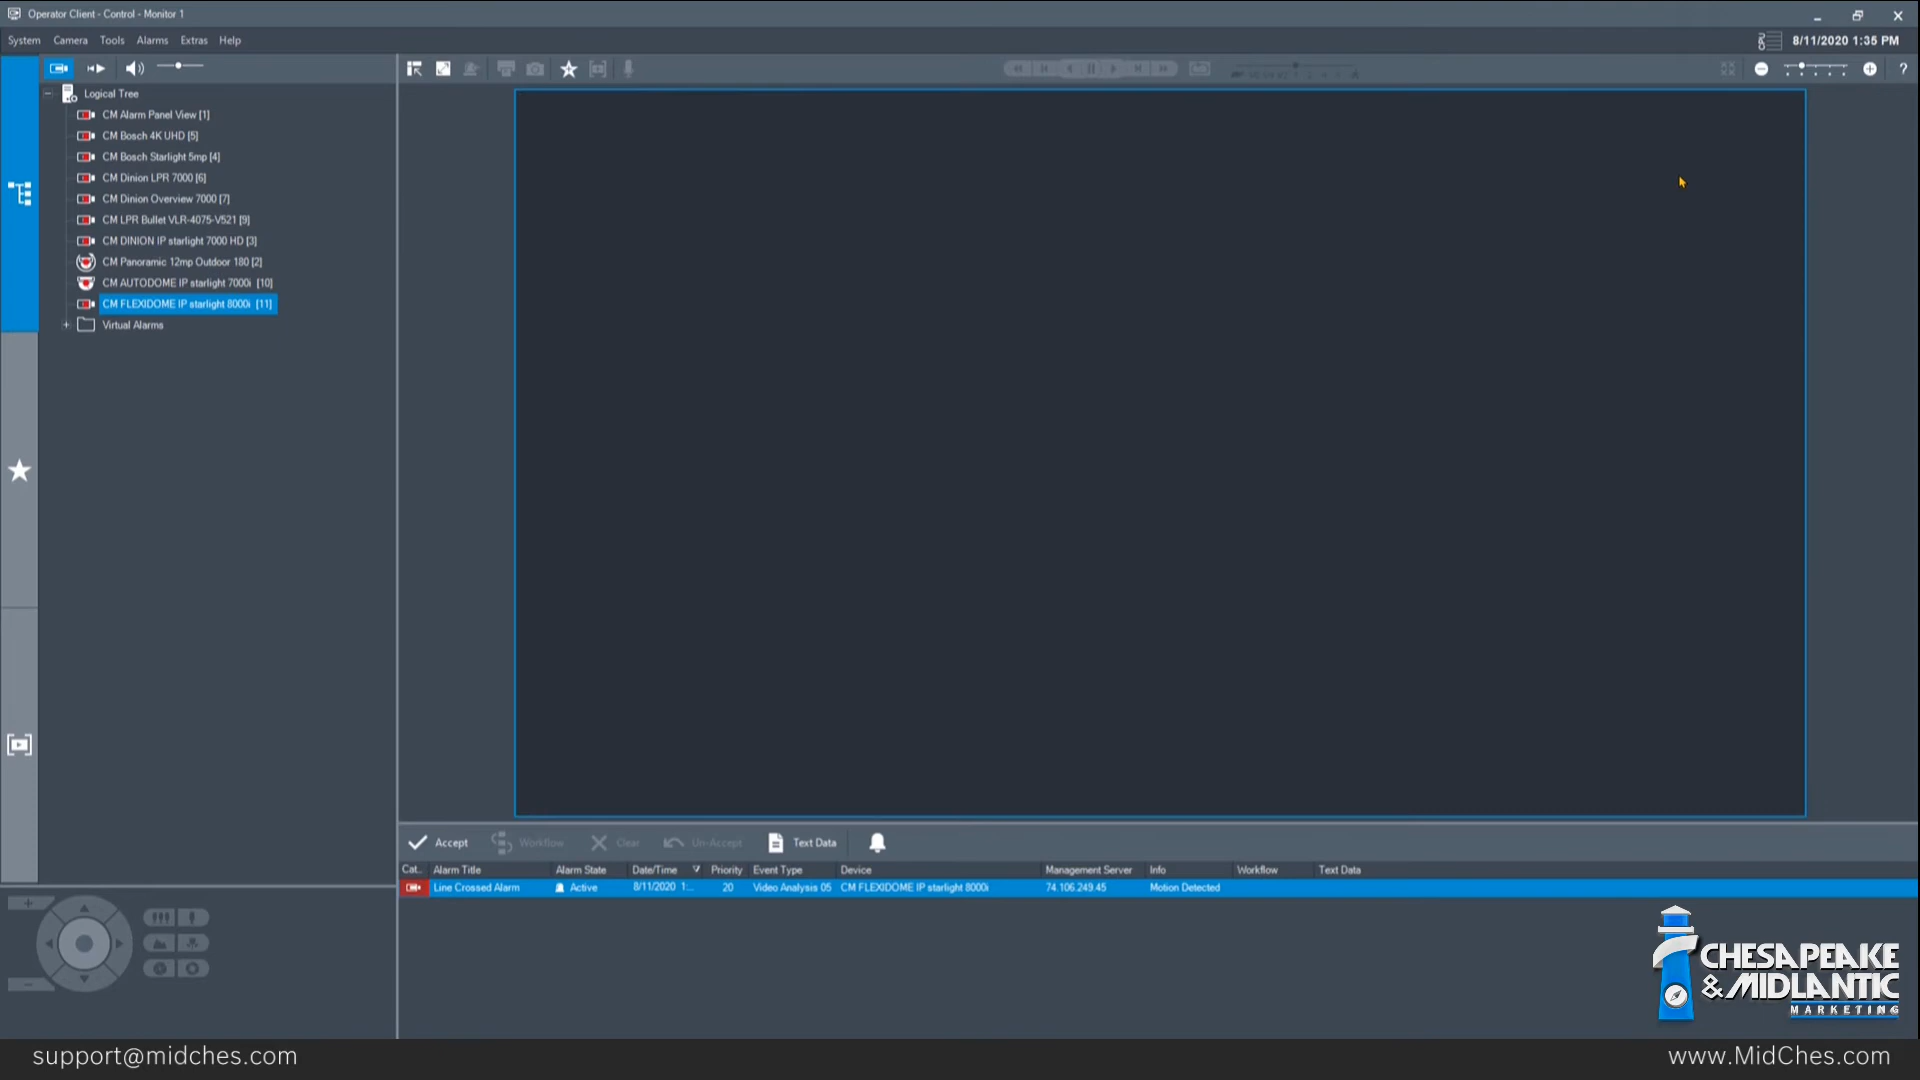 Operator Client - Control - Monitor 1
System Camera Tools Alarms Extras Help
CPU 8/11/2020 1:35 PM
?
Logical Tree
CM Alarm Panel View [1]
CM Bosch 4K UHD [5]
CM Bosch Starlight 5mp [4]
CM Dinion LPR 7000 [6]
CM Dinion Overview 7000 [7]
CM LPR Bullet VLR-4075-V521 [9]
CM DINION IP starlight 7000 HD [3]
CM Panoramic 12mp Outdoor 180 [2]
CM AUTODOME IP starlight 7000i [10]
CM FLEXIDOME IP starlight 8000i [11]
Virtual Alarms
Accept Workflow Clear Un-Accept Text Data
Cat.. Alarm Title Alarm State Date/Time Priority Event Type Device Management Server Info Workflow Text Data
Line Crossed Alarm Active 8/11/2020 1:... 20 Video Analysis 05 CM FLEXIDOME IP starlight 8000i 74.106.249.45 Motion Detected
CHESAPEAKE
& MIDLANTIC
MARKETING
support@midches.com
www.MidChes.com